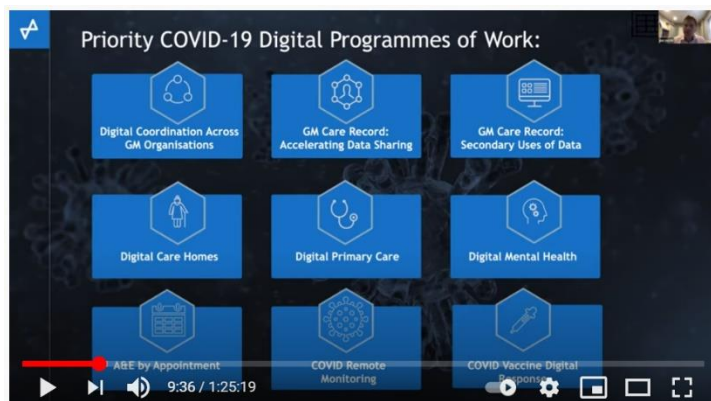 Priority COVID-19 Digital Programmes of Work:
Digital Coordination Across
GM Organisations
GM Care Record:
Accelerating Data Sharing
GM Care Record:
Secondary Uses of Data
Digital Care Homes
Digital Primary Care
Digital Mental Health
A&E by Appointment
COVID Remote
Monitoring
COVID Vaccine Digital
Response
9:36 / 1:25:19